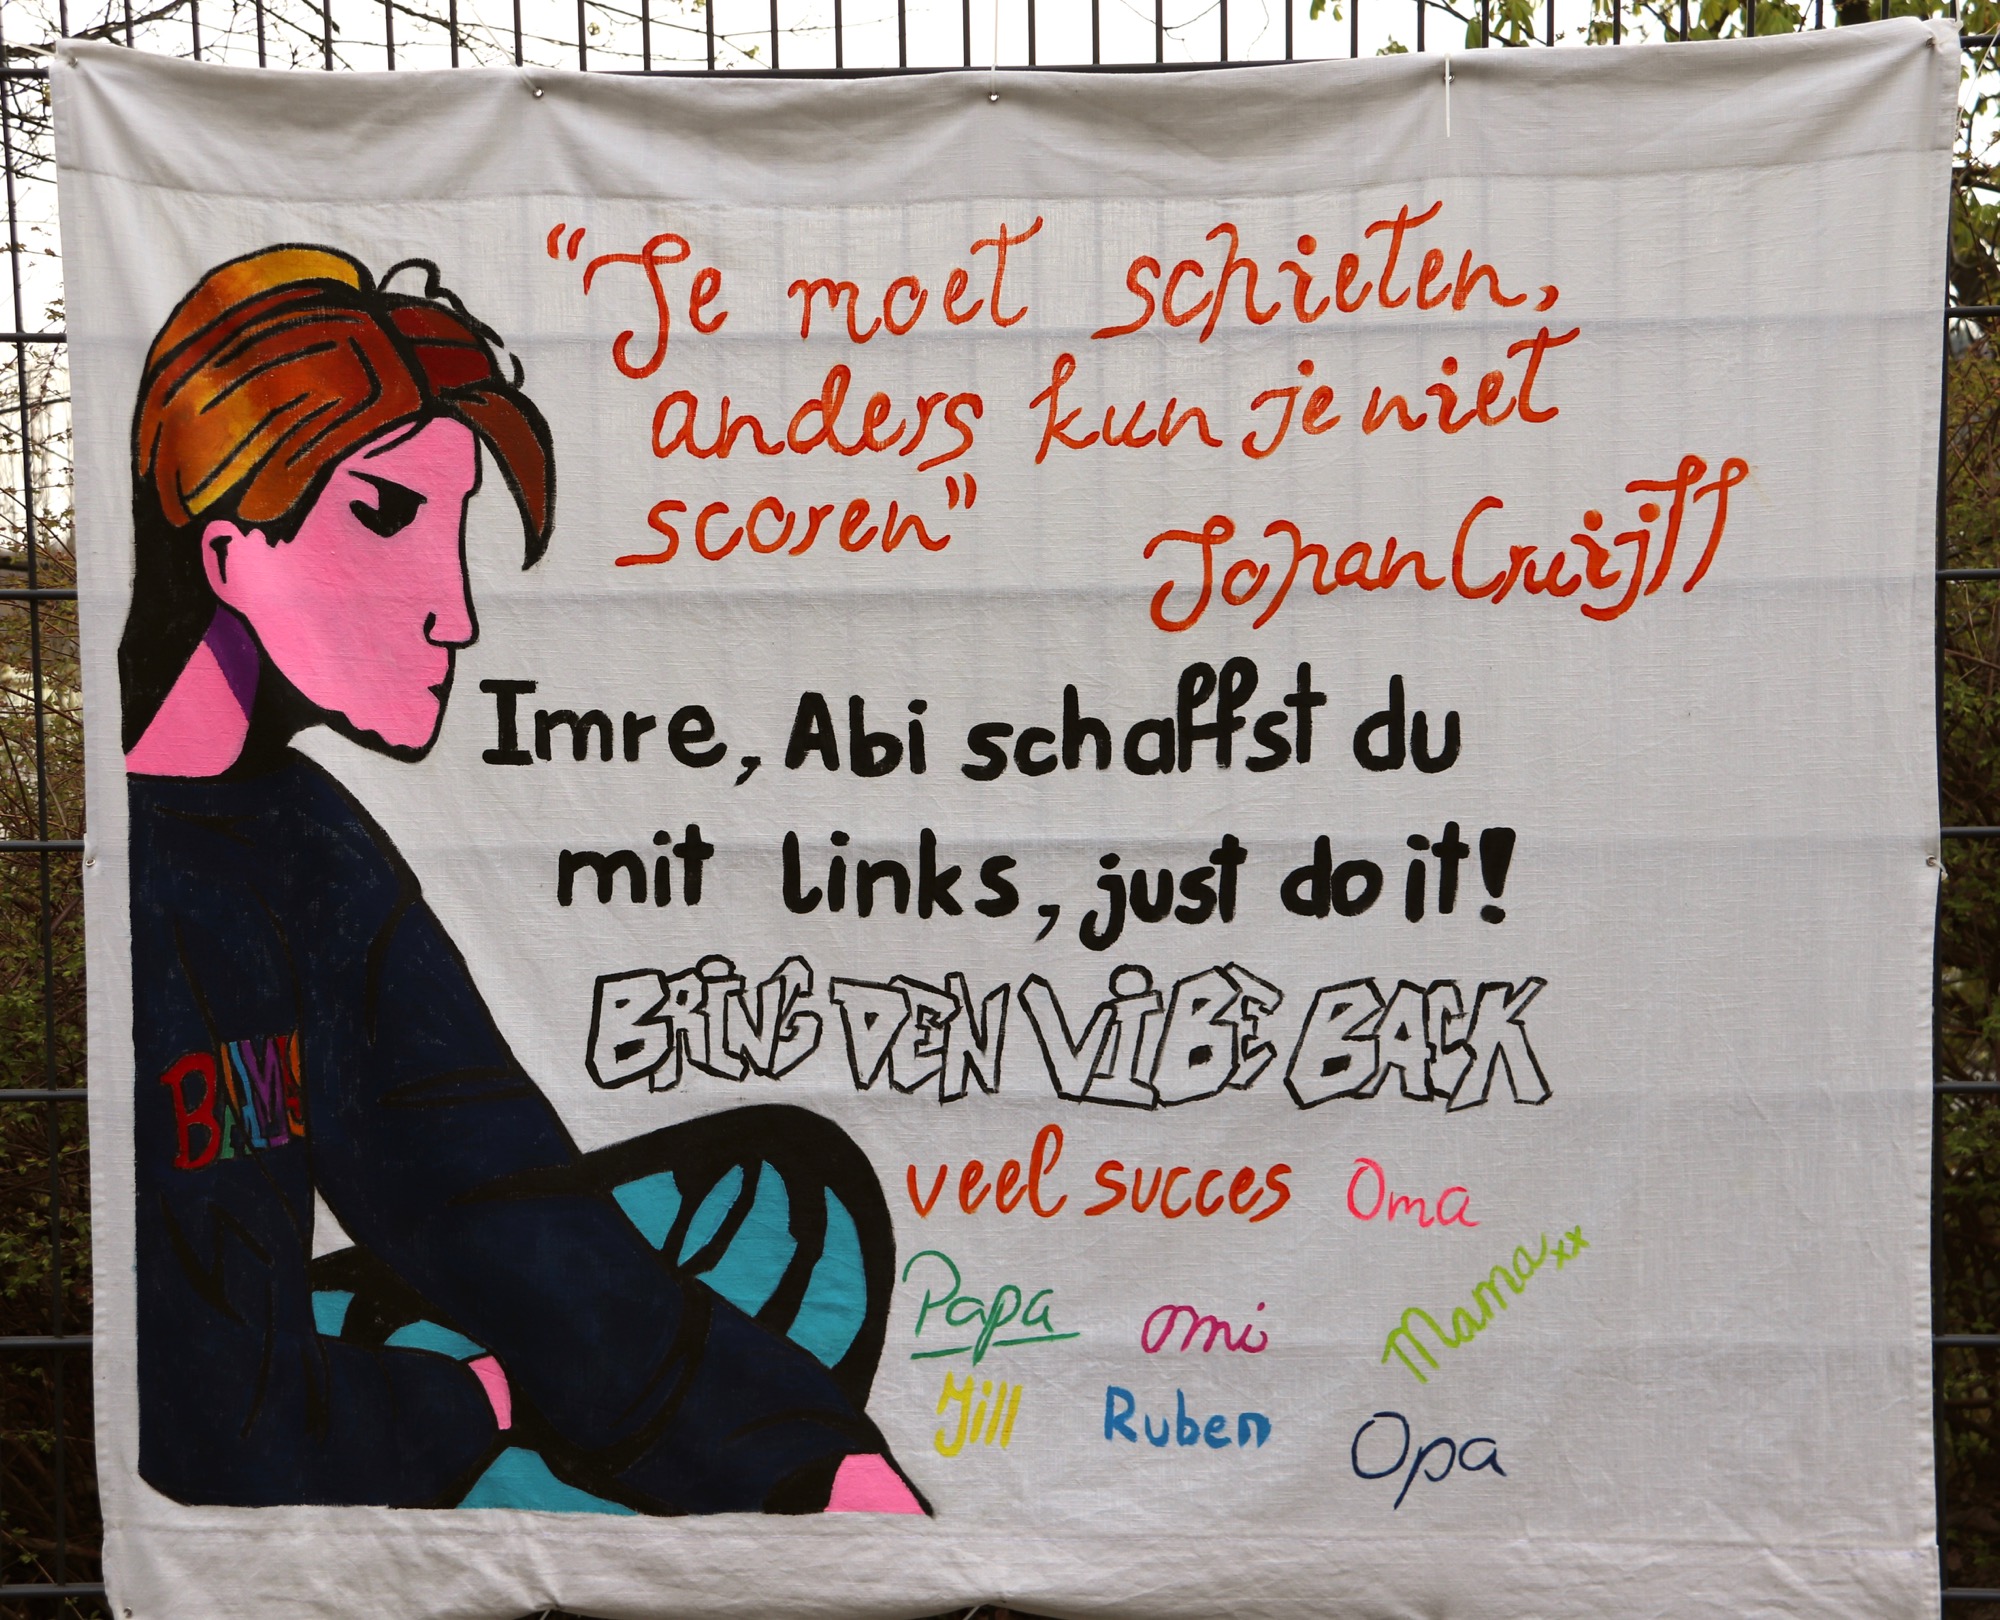 "Je moet schieten,
anders kun je niet
scoren"
Johan Cruijff
Imre, Abi schaffst du
mit links, just do it!
BRING DEN VIBE BACK
veel succes Oma
Papa Omi Mama xx
Jill Ruben Opa